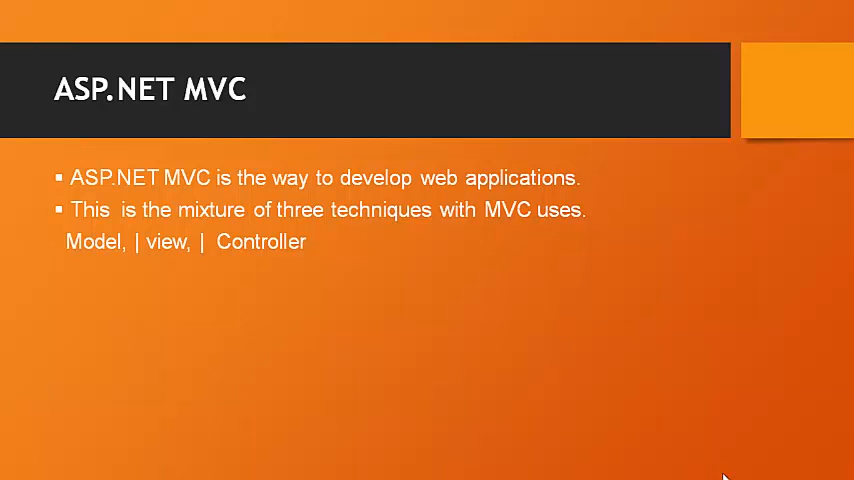 ASP.NET MVC
▪ ASP.NET MVC is the way to develop web applications.
▪ This is the mixture of three techniques with MVC uses.
Model, | view, | Controller